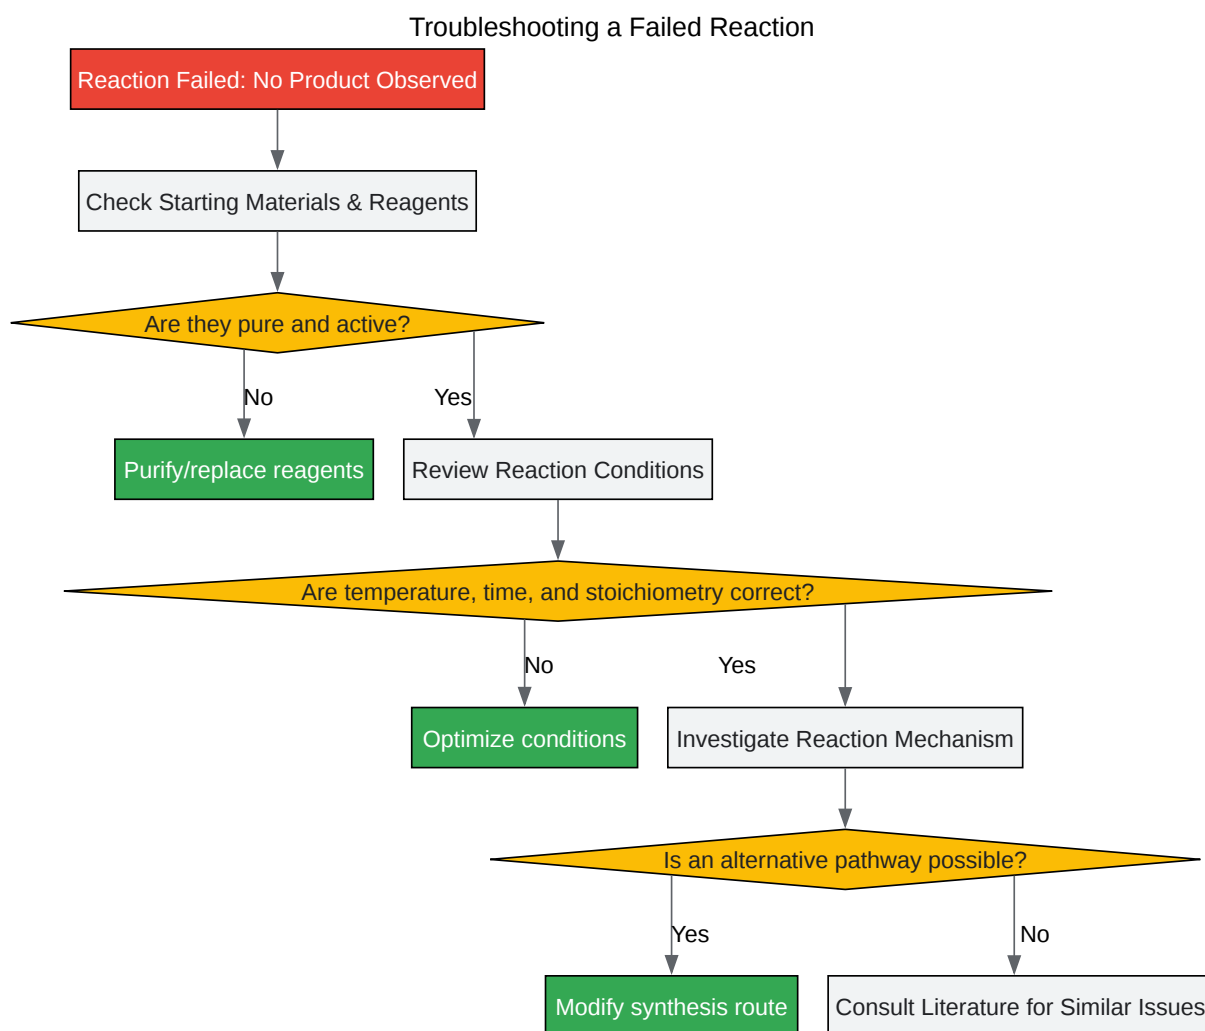 Troubleshooting a Failed Reaction
Reaction Failed: No Product Observed
Check Starting Materials & Reagents
Are they pure and active?
No
Yes
Purify/replace reagents
Review Reaction Conditions
Are temperature, time, and stoichiometry correct?
No
Yes
Optimize conditions
Investigate Reaction Mechanism
Is an alternative pathway possible?
Yes
No
Modify synthesis route
Consult Literature for Similar Issues